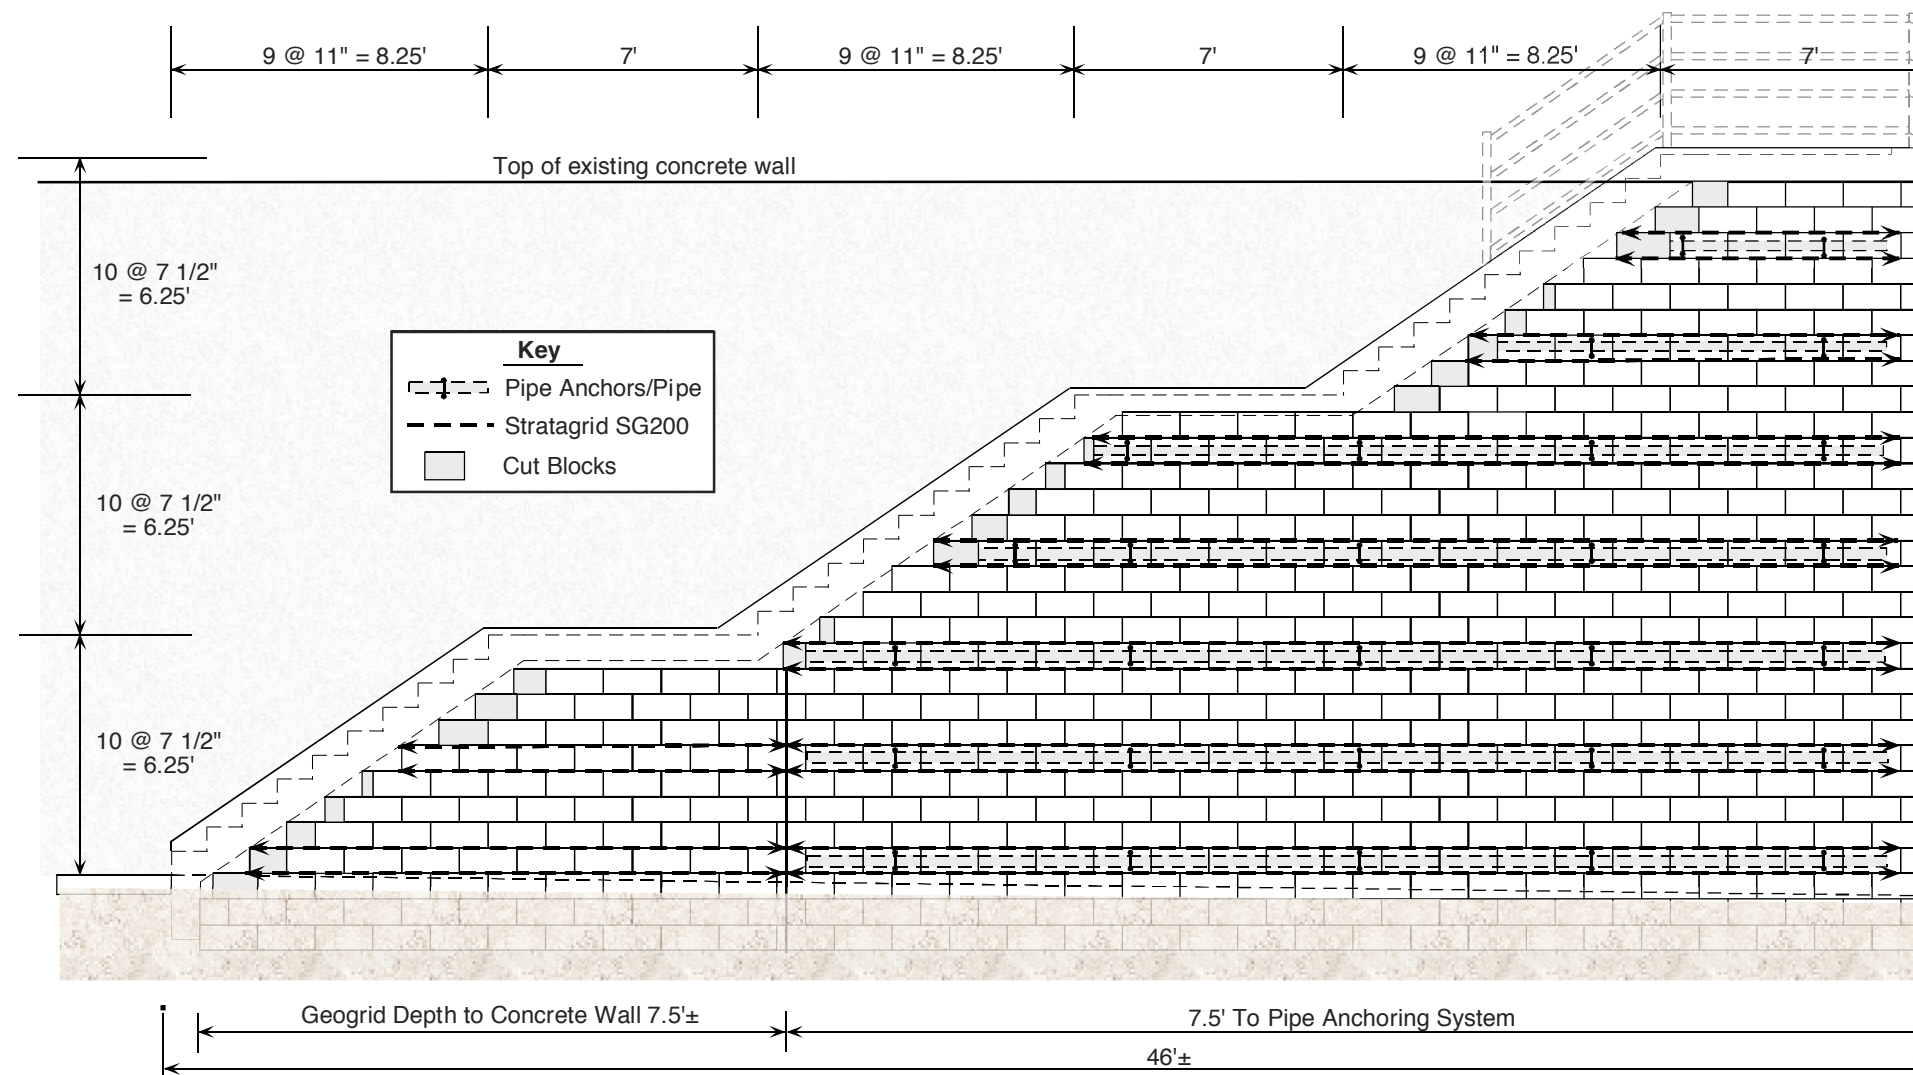 9 @ 11" = 8.25'
7'
9 @ 11" = 8.25'
7'
9 @ 11" = 8.25'
7'
Top of existing concrete wall
10 @ 7 1/2"
= 6.25'
Key
Pipe Anchors/Pipe
Stratagrid SG200
Cut Blocks
10 @ 7 1/2"
= 6.25'
10 @ 7 1/2"
= 6.25'
Geogrid Depth to Concrete Wall 7.5'±
7.5' To Pipe Anchoring System
46'±